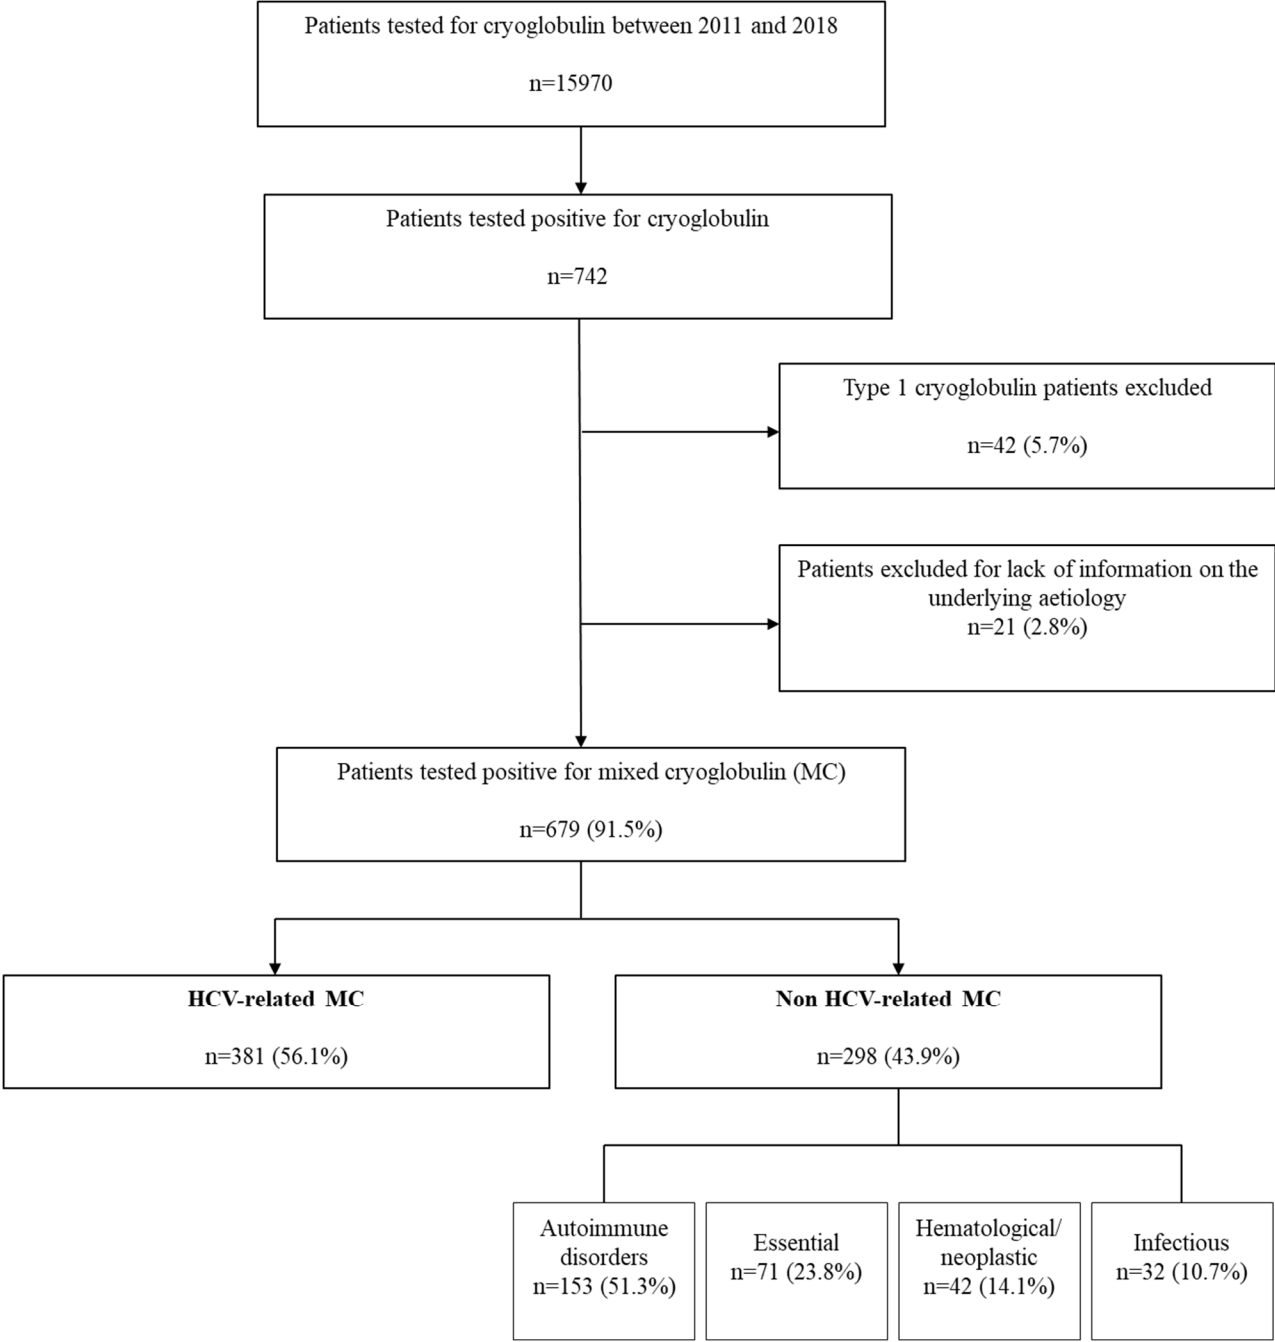 Patients tested for cryoglobulin between 2011 and 2018
n=15970
Patients tested positive for cryoglobulin
n=742
Type 1 cryoglobulin patients excluded
n=42 (5.7%)
Patients excluded for lack of information on the
underlying aetiology
n=21 (2.8%)
Patients tested positive for mixed cryoglobulin (MC)
n=679 (91.5%)
HCV-related MC
n=381 (56.1%)
Non HCV-related MC
n=298 (43.9%)
Autoimmune
disorders
n=153 (51.3%)
Essential
n=71 (23.8%)
Hematological/
neoplastic
n=42 (14.1%)
Infectious
n=32 (10.7%)